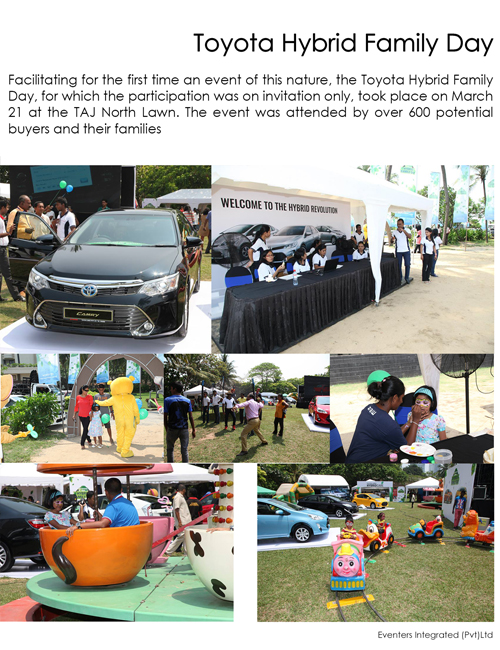 Toyota Hybrid Family Day
Facilitating for the first time an event of this nature, the Toyota Hybrid Family
Day, for which the participation was on invitation only, took place on March
21 at the TAJ North Lawn. The event was attended by over 600 potential
buyers and their families
WELCOME TO THE HYBRID REVOLUTION
CAMRY
Eventers Integrated (Pvt)Ltd